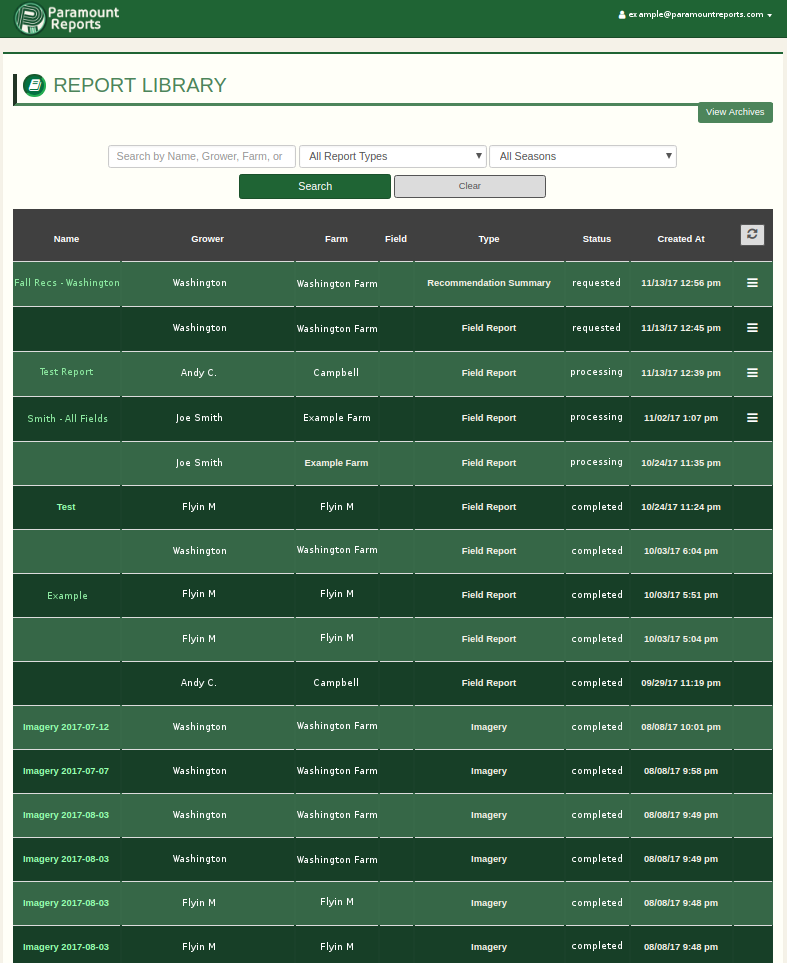 Paramount
Reports
example@paramountreports.com
REPORT LIBRARY
View Archives
Search by Name, Grower, Farm, or
All Report Types
All Seasons
Search
Clear
Name Grower Farm Field Type Status Created At
Fall Recs - Washington Washington Washington Farm Recommendation Summary requested 11/13/17 12:56 pm
Washington Washington Farm Field Report requested 11/13/17 12:45 pm
Test Report Andy C. Campbell Field Report processing 11/13/17 12:39 pm
Smith - All Fields Joe Smith Example Farm Field Report processing 11/02/17 1:07 pm
Joe Smith Example Farm Field Report processing 10/24/17 11:35 pm
Test Flyin M Flyin M Field Report completed 10/24/17 11:24 pm
Washington Washington Farm Field Report completed 10/03/17 6:04 pm
Example Flyin M Flyin M Field Report completed 10/03/17 5:51 pm
Flyin M Flyin M Field Report completed 10/03/17 5:04 pm
Andy C. Campbell Field Report completed 09/29/17 11:19 pm
Imagery 2017-07-12 Washington Washington Farm Imagery completed 08/08/17 10:01 pm
Imagery 2017-07-07 Washington Washington Farm Imagery completed 08/08/17 9:58 pm
Imagery 2017-08-03 Washington Washington Farm Imagery completed 08/08/17 9:49 pm
Imagery 2017-08-03 Washington Washington Farm Imagery completed 08/08/17 9:49 pm
Imagery 2017-08-03 Flyin M Flyin M Imagery completed 08/08/17 9:48 pm
Imagery 2017-08-03 Flyin M Flyin M Imagery completed 08/08/17 9:48 pm